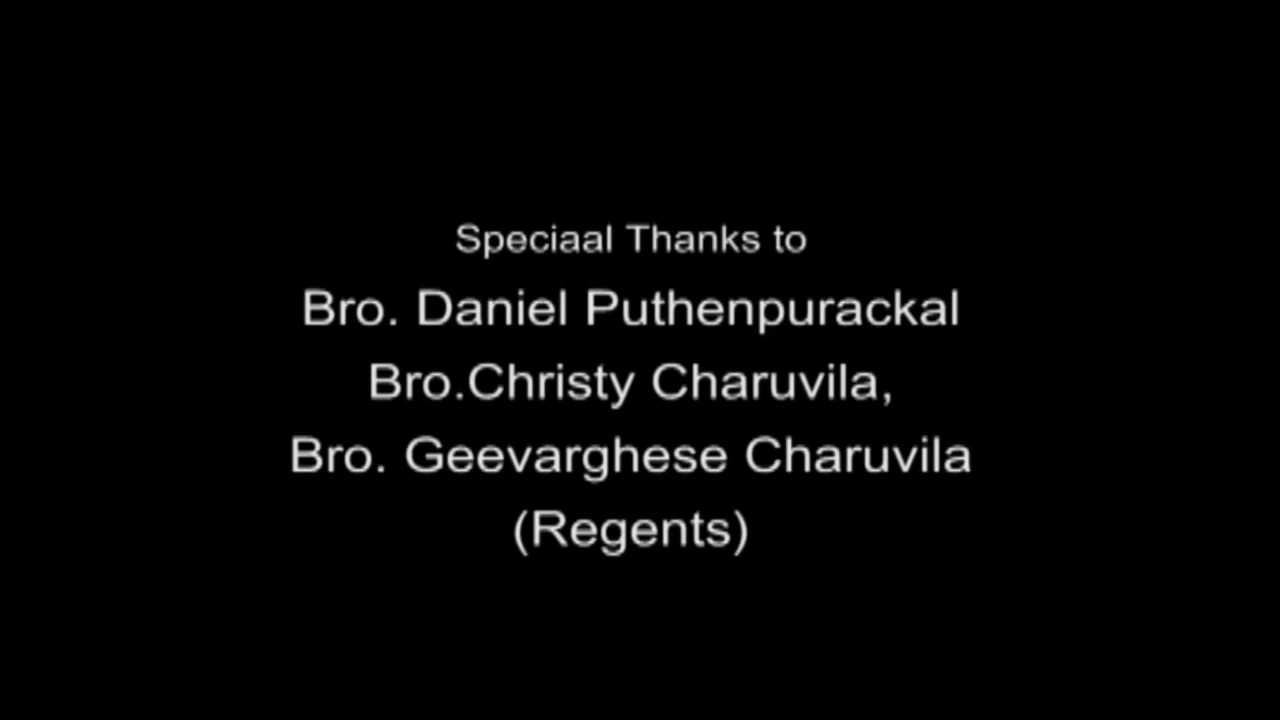 Speciaal Thanks to
Bro. Daniel Puthenpurackal
Bro.Christy Charuvila,
Bro. Geevarghese Charuvila
(Regents)